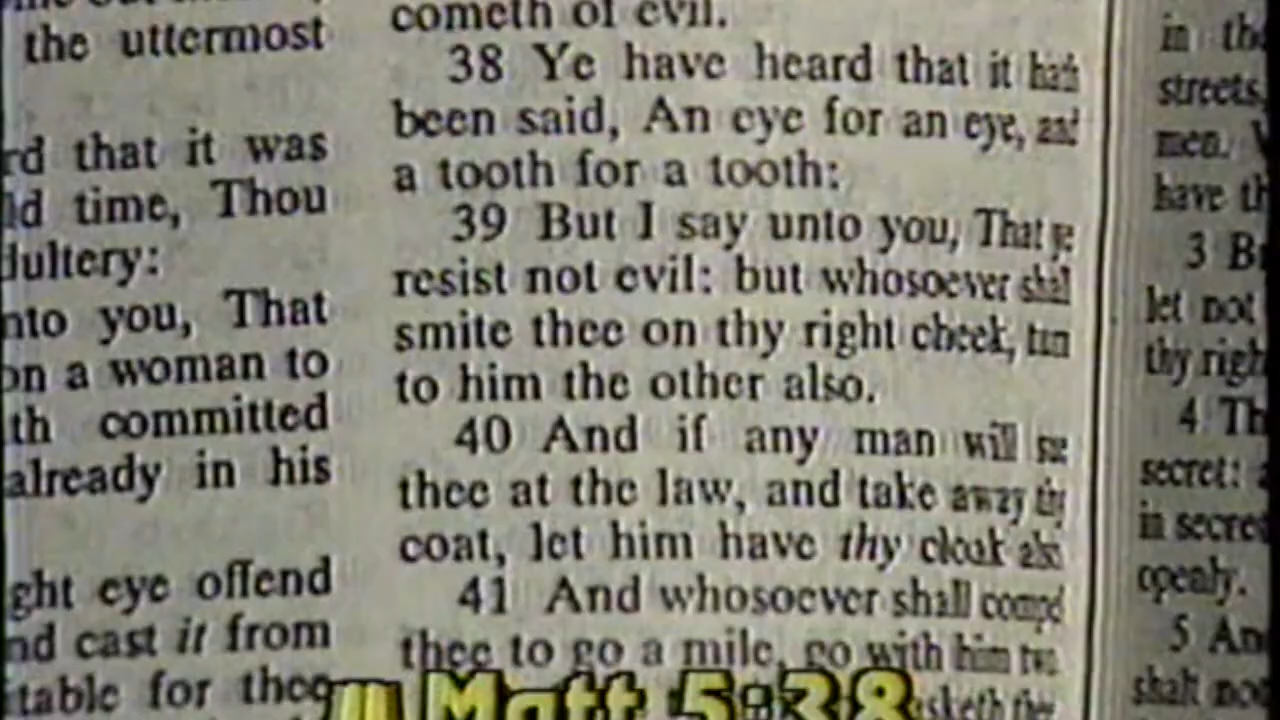 the uttermost
rd that it was
ld time, Thou
dultery:
nto you, That
on a woman to
th committed
already in his
ght eye offend
nd cast it from
table for thee
cometh of evil.
38 Ye have heard that it hath
been said, An eye for an eye, and
a tooth for a tooth:
39 But I say unto you, That ye
resist not evil: but whosoever shall
smite thee on thy right cheek, turn
to him the other also.
40 And if any man will sue
thee at the law, and take away thy
coat, let him have thy cloak also
41 And whosoever shall compel
thee to go a mile, go with him two
asketh thee
in the
streets,
men.
have th
3 B
let not
thy righ
4 Th
secret:
in secre
openly.
5 An
shalt not
Matt 5:38